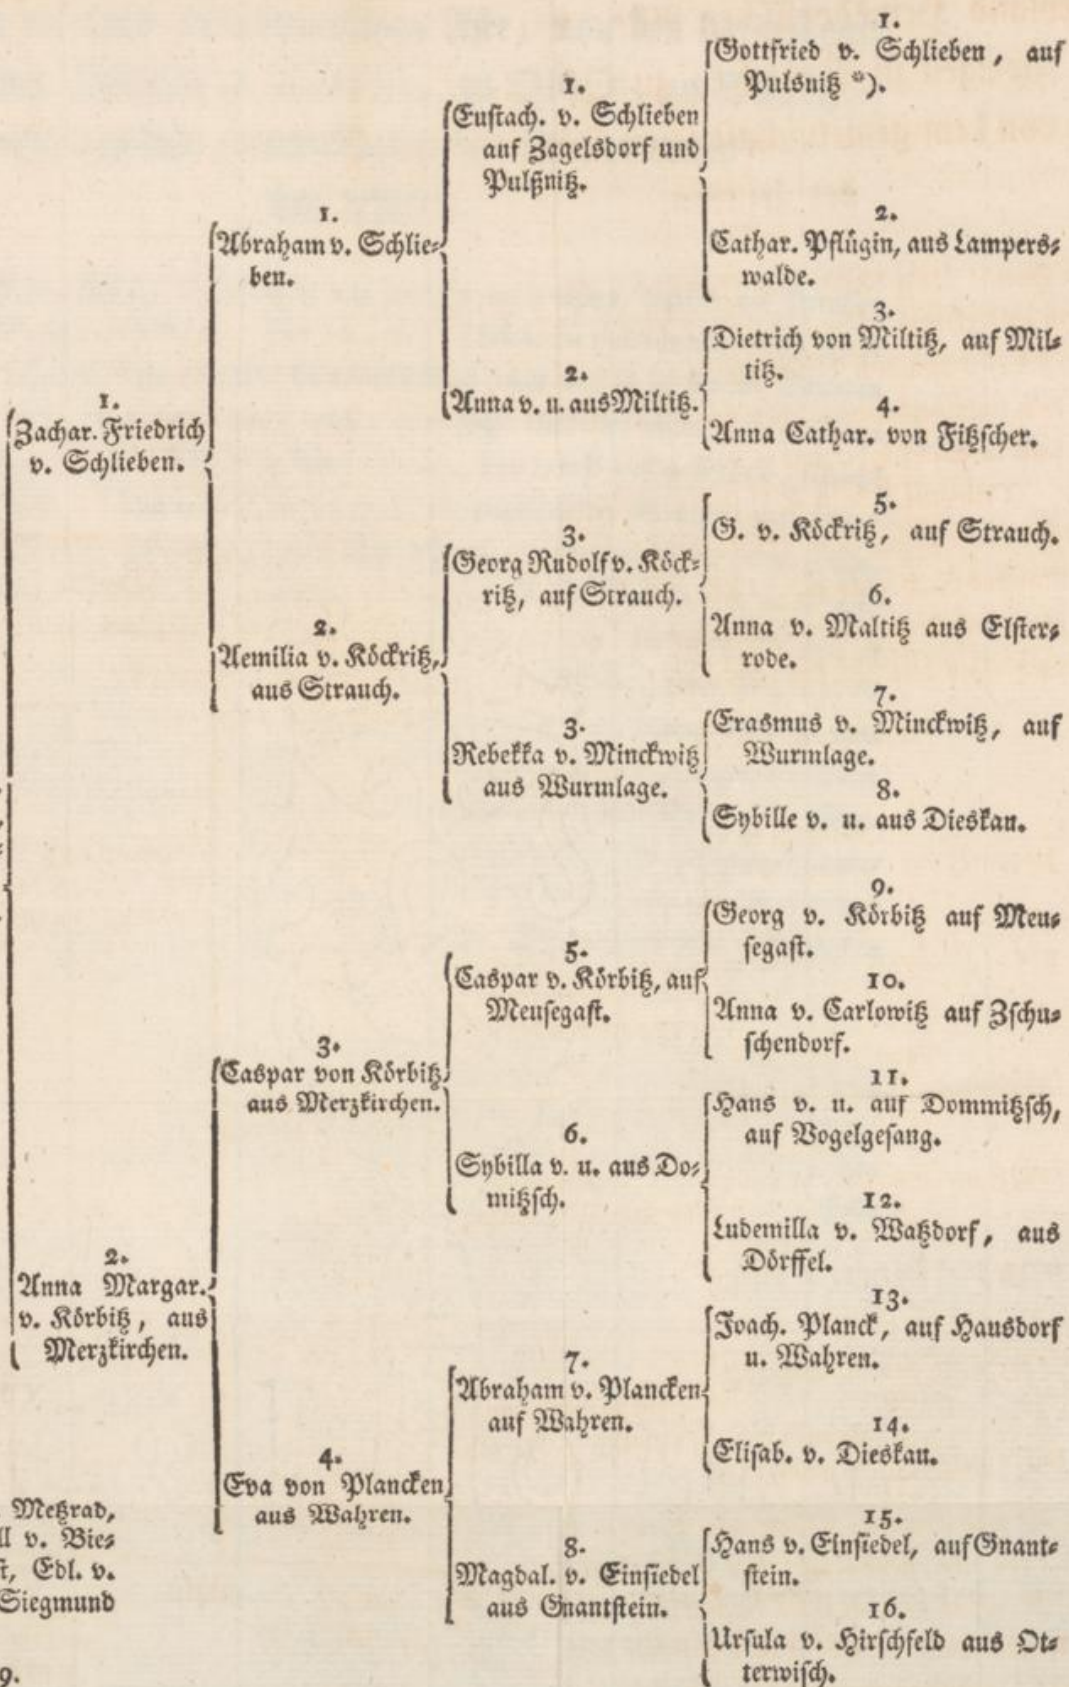 1.
Zachar. Friedrich
v. Schlieben.
2.
Anna Margar.
v. Körbitz, aus
Merzkirchen.
Metzrad,
v. Bies
Edl. v.
Siegmund
9.
1.
Abraham v. Schlie-
ben.
2.
Aemilia v. Köckritz,
aus Strauch.
3.
Caspar von Körbitz
aus Merzkirchen.
4.
Eva von Plancken
aus Wahren.
1.
Eustach. v. Schlieben
auf Zagelsdorf und
Pulßnitz.
2.
Anna v. u. aus Miltitz.
3.
Georg Rudolf v. Köck-
ritz, auf Strauch.
3.
Rebekka v. Minckwitz
aus Wurmlage.
5.
Caspar v. Körbitz, auf
Meusegast.
6.
Sybilla v. u. aus Do-
mitzsch.
7.
Abraham v. Plancken
auf Wahren.
8.
Magdal. v. Einsiedel
aus Gnantstein.
1.
Gottfried v. Schlieben, auf
Pulsnitz *).
2.
Cathar. Pflügin, aus Lampers-
walde.
3.
Dietrich von Miltitz, auf Mil-
titz.
4.
Anna Cathar. von Fitzscher.
5.
G. v. Köckritz, auf Strauch.
6.
Anna v. Maltitz aus Elster-
rode.
7.
Erasmus v. Minckwitz, auf
Wurmlage.
8.
Sybille v. u. aus Dieskau.
9.
Georg v. Körbitz auf Meu-
segast.
10.
Anna v. Carlowitz auf Zschu-
schendorf.
11.
Hans v. u. auf Dommitzsch,
auf Vogelgesang.
12.
Ludemilla v. Watzdorf, aus
Dörffel.
13.
Joach. Planck, auf Hausdorf
u. Wahren.
14.
Elisab. v. Dieskau.
15.
Hans v. Einsiedel, auf Gnant-
stein.
16.
Ursula v. Hirschfeld aus Ot-
terwisch.